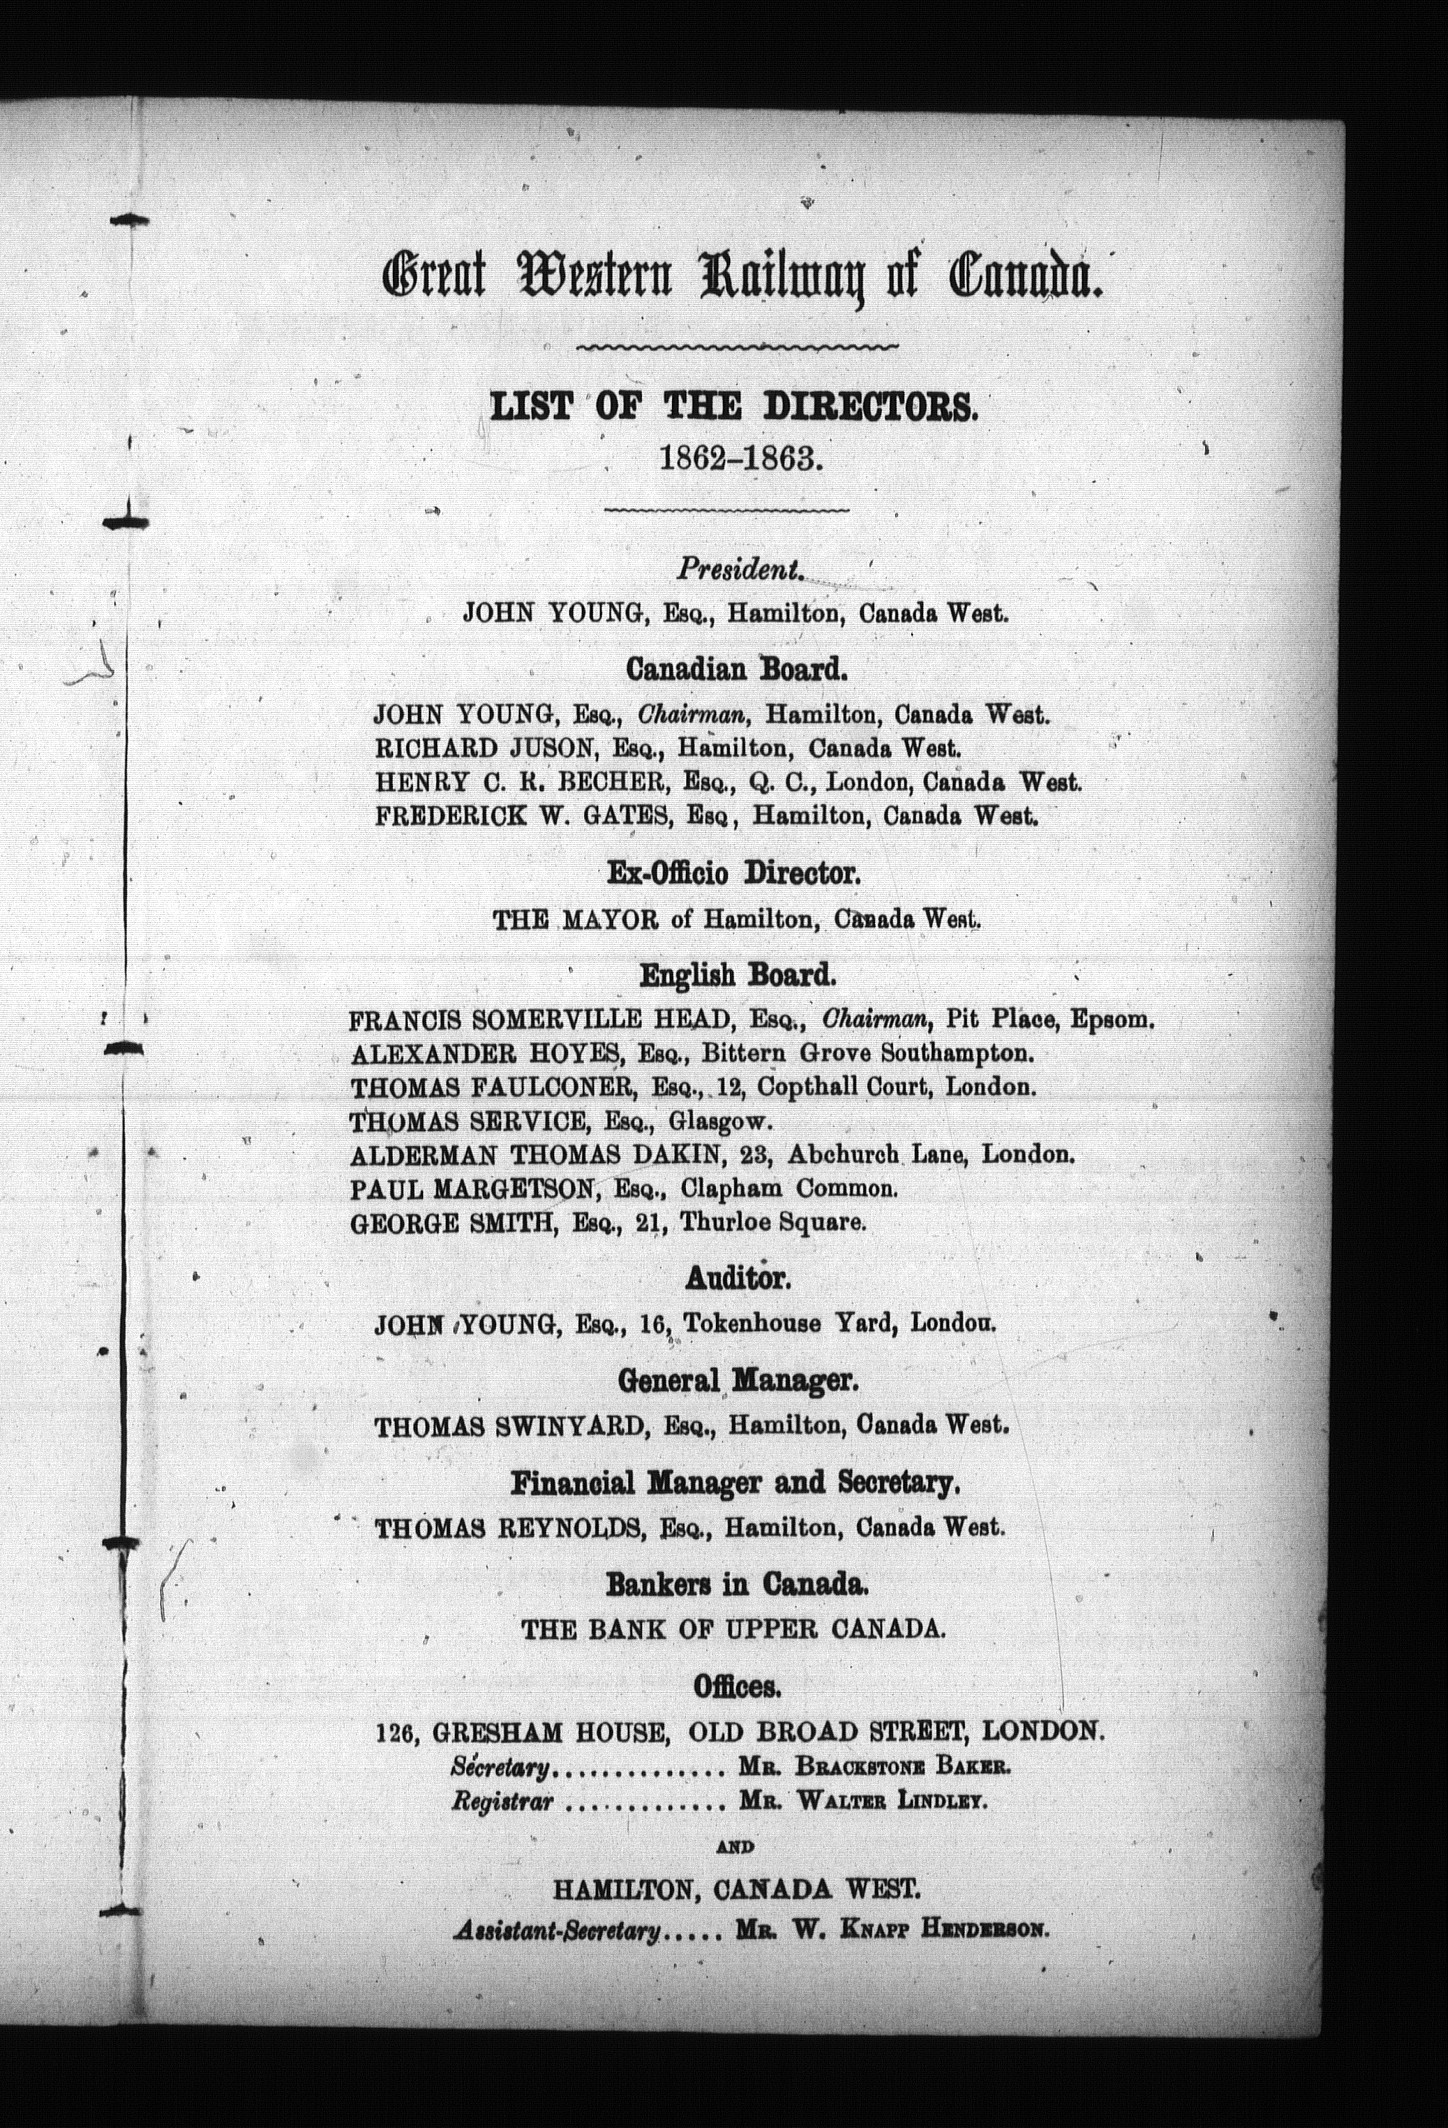 Great Western Railway of Canada.
LIST OF THE DIRECTORS.
1862–1863.
President.
JOHN YOUNG, Esq., Hamilton, Canada West.
Canadian Board.
JOHN YOUNG, Esq., Chairman, Hamilton, Canada West.
RICHARD JUSON, Esq., Hamilton, Canada West.
HENRY C. R. BECHER, Esq., Q. C., London, Canada West.
FREDERICK W. GATES, Esq, Hamilton, Canada West.
Ex-Officio Director.
THE MAYOR of Hamilton, Canada West.
English Board.
FRANCIS SOMERVILLE HEAD, Esq., Chairman, Pit Place, Epsom.
ALEXANDER HOYES, Esq., Bittern Grove Southampton.
THOMAS FAULCONER, Esq., 12, Copthall Court, London.
THOMAS SERVICE, Esq., Glasgow.
ALDERMAN THOMAS DAKIN, 23, Abchurch Lane, London.
PAUL MARGETSON, Esq., Clapham Common.
GEORGE SMITH, Esq., 21, Thurloe Square.
Auditor.
JOHN YOUNG, Esq., 16, Tokenhouse Yard, London.
General Manager.
THOMAS SWINYARD, Esq., Hamilton, Canada West.
Financial Manager and Secretary.
THOMAS REYNOLDS, Esq., Hamilton, Canada West.
Bankers in Canada.
THE BANK OF UPPER CANADA.
Offices.
126, GRESHAM HOUSE, OLD BROAD STREET, LONDON.
Secretary.............. Mr. Brackstone Baker.
Registrar ............. Mr. Walter Lindley.
AND
HAMILTON, CANADA WEST.
Assistant-Secretary..... Mr. W. Knapp Henderson.